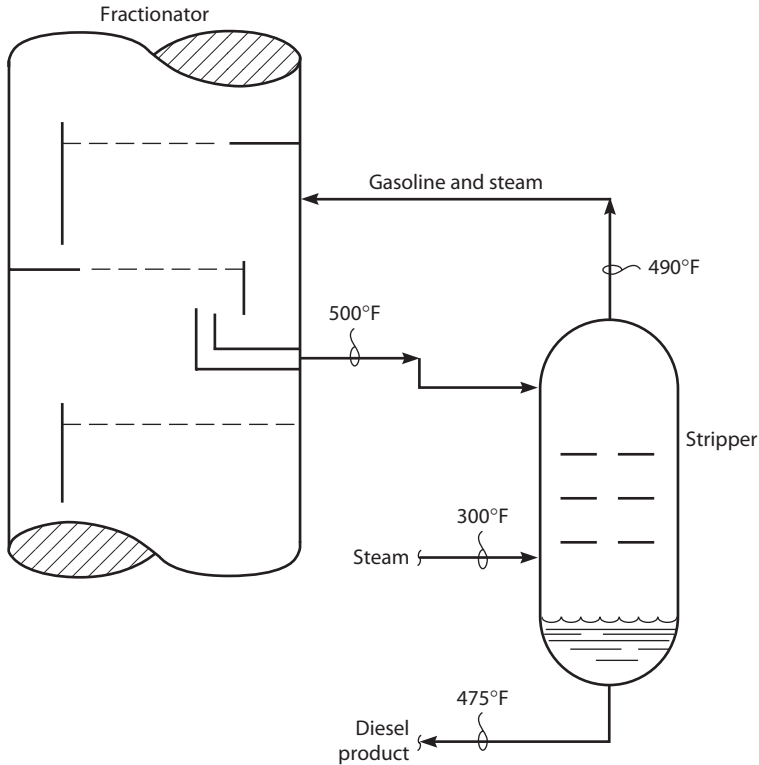 Fractionator
Gasoline and steam
490°F
500°F
Stripper
300°F
Steam
475°F
Diesel
product